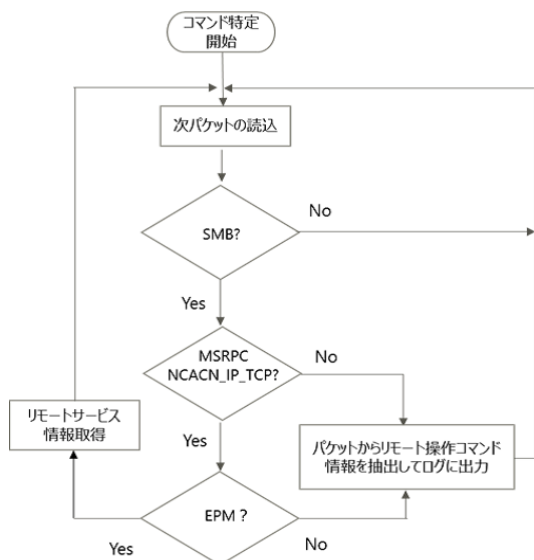 コマンド特定
開始
次パケットの読込
SMB?
No
Yes
MSRPC
NCACN_IP_TCP?
No
Yes
リモートサービス
情報取得
パケットからリモート操作コマンド
情報を抽出してログに出力
EPM ?
Yes
No